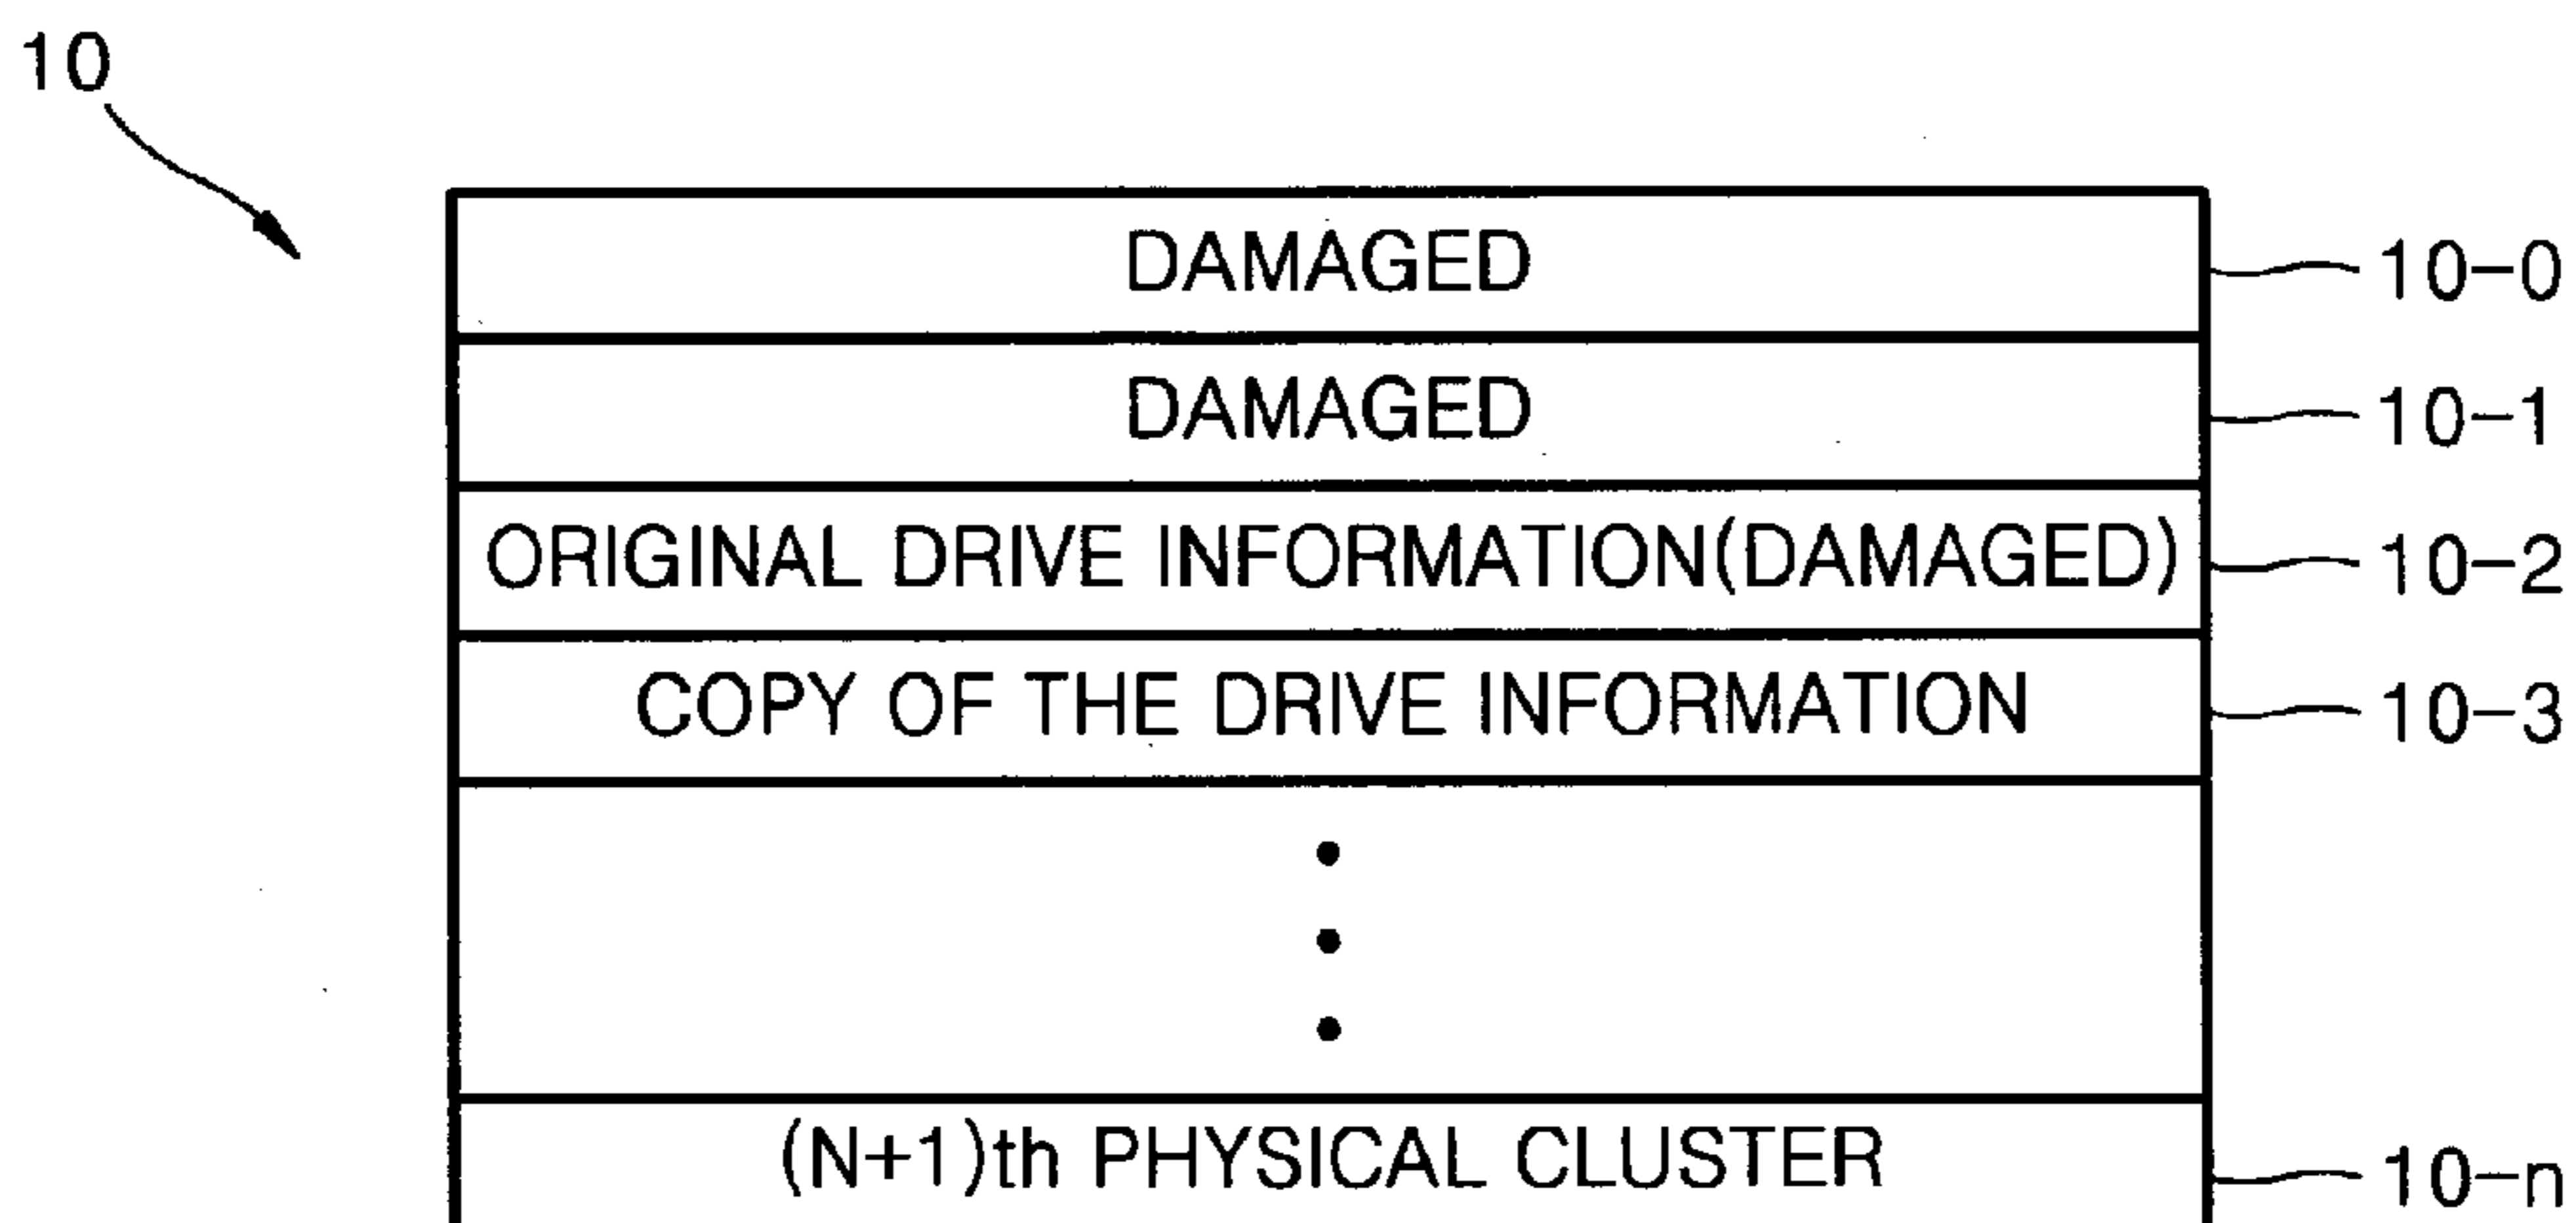 10
DAMAGED 10-0
DAMAGED 10-1
ORIGINAL DRIVE INFORMATION(DAMAGED) 10-2
COPY OF THE DRIVE INFORMATION 10-3
(N+1)th PHYSICAL CLUSTER 10-n